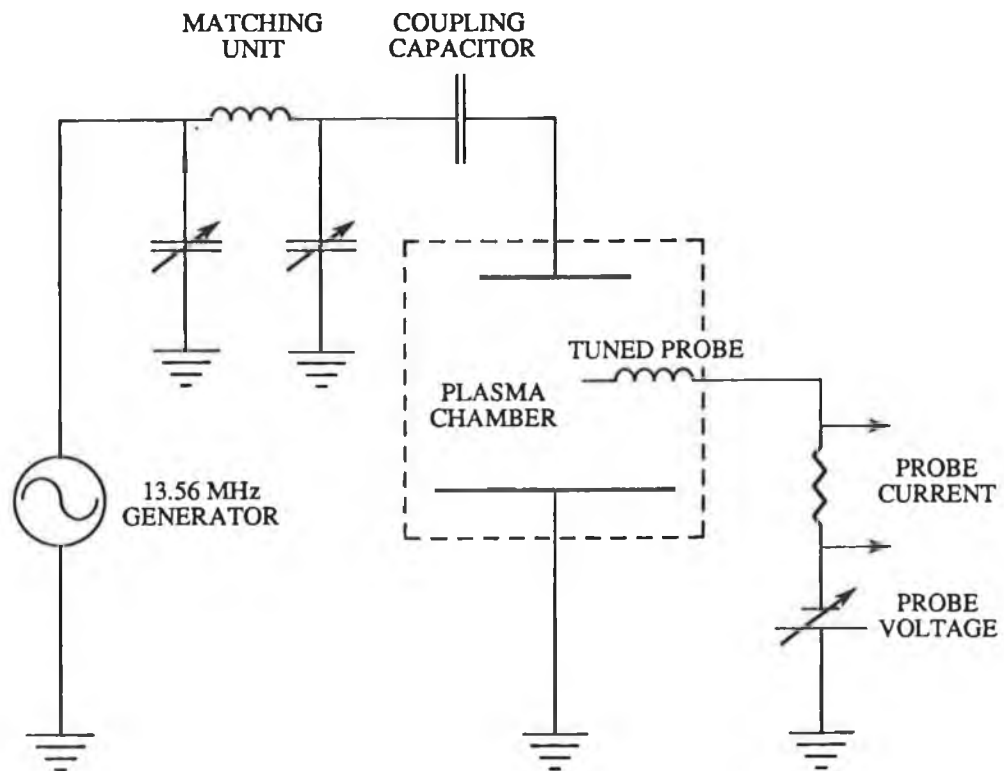 MATCHING
UNIT
COUPLING
CAPACITOR
TUNED PROBE
PLASMA
CHAMBER
13.56 MHz
GENERATOR
PROBE
CURRENT
PROBE
VOLTAGE